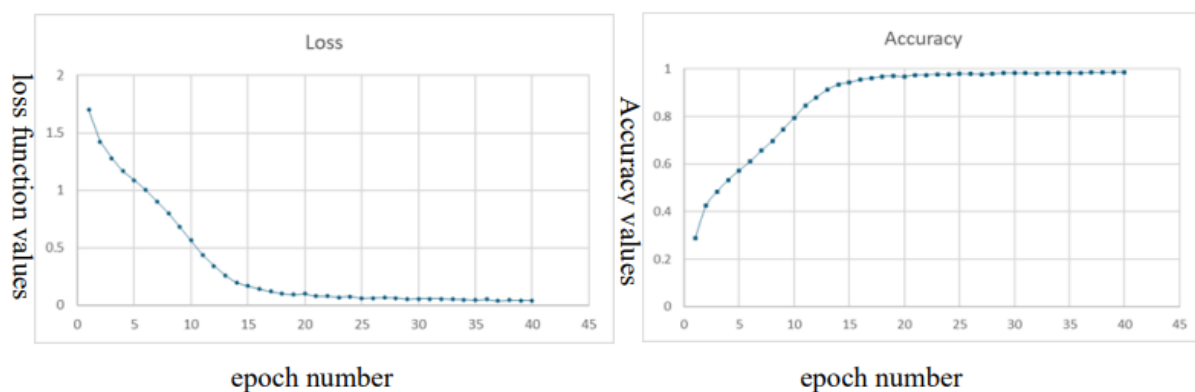 Loss
loss function values
2
1.5
1
0.5
0
0 5 10 15 20 25 30 35 40 45
epoch number
Accuracy
Accuracy values
1
0.8
0.6
0.4
0.2
0
0 5 10 15 20 25 30 35 40 45
epoch number